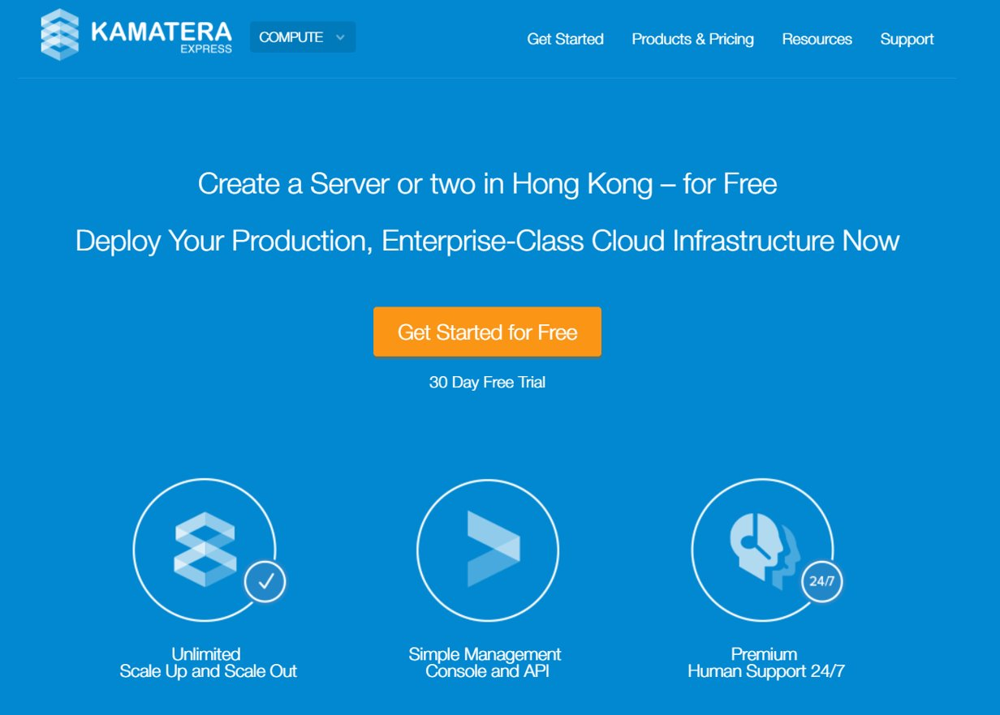 KAMATERA
EXPRESS
COMPUTE
Get Started
Products & Pricing
Resources
Support
Create a Server or two in Hong Kong – for Free
Deploy Your Production, Enterprise-Class Cloud Infrastructure Now
Get Started for Free
30 Day Free Trial
24/7
Unlimited
Scale Up and Scale Out
Simple Management
Console and API
Premium
Human Support 24/7